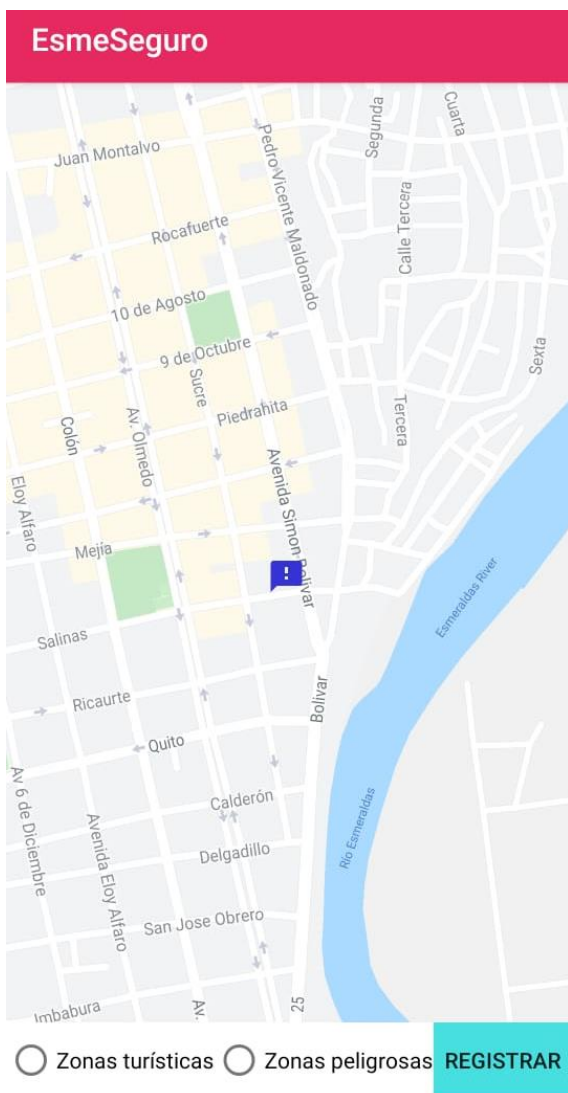 EsmeSeguro
Cuarta
Segunda
Juan Montalvo
Pedro Vicente Maldonado
Calle Tercera
Rocafuerte
10 de Agosto
9 de Octubre
Sexta
Sucre
Piedrahita
Tercera
Av. Olmedo
Colón
Avenida Simon Bolivar
Eloy Alfaro
Mejia
!
Esmeraldas River
Salinas
Ricaurte
Bolivar
Quito
Av 6 de Diciembre
Calderón
Avenida Eloy Alfaro
Rio Esmeraldas
Delgadillo
San Jose Obrero
Imbabura
Av.
25
Zonas turísticas Zonas peligrosas REGISTRAR